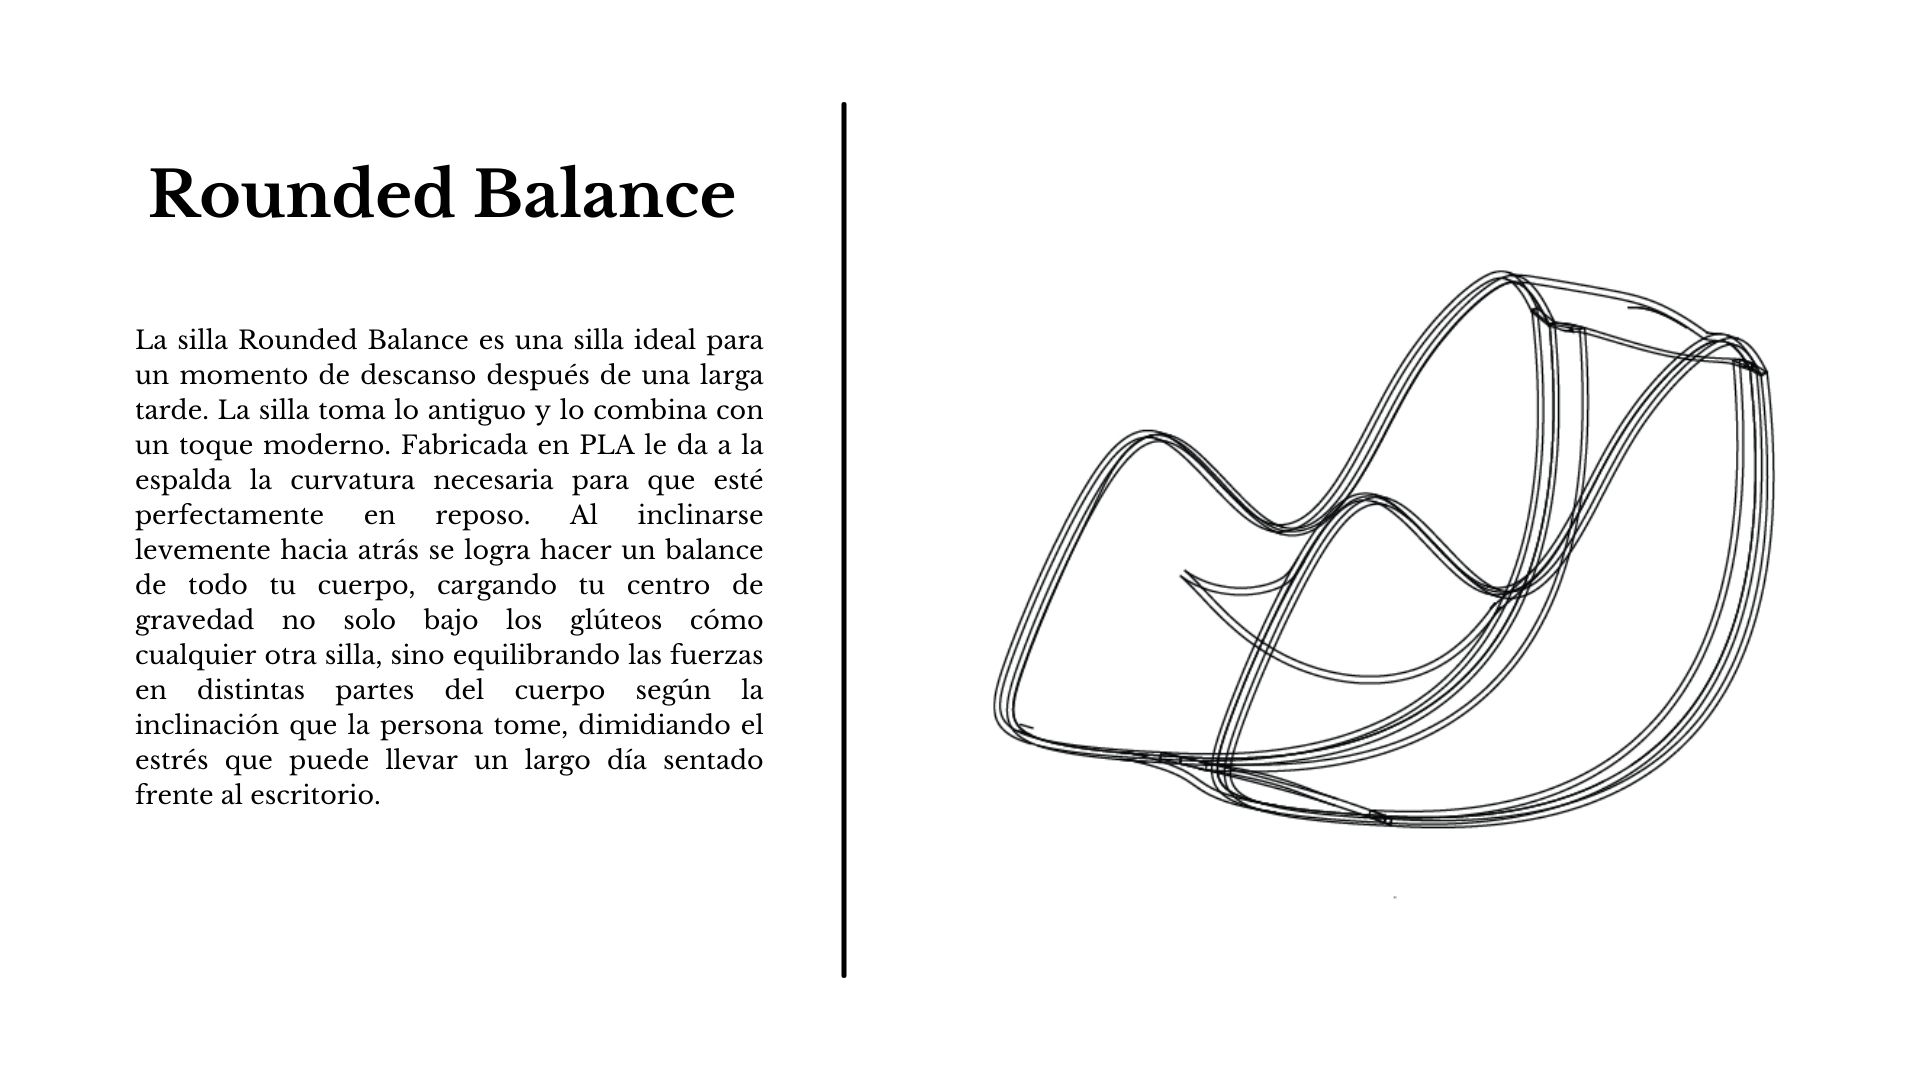 Rounded Balance
La silla Rounded Balance es una silla ideal para
un momento de descanso después de una larga
tarde. La silla toma lo antiguo y lo combina con
un toque moderno. Fabricada en PLA le da a la
espalda la curvatura necesaria para que esté
perfectamente en reposo. Al inclinarse
levemente hacia atrás se logra hacer un balance
de todo tu cuerpo, cargando tu centro de
gravedad no solo bajo los glúteos cómo
cualquier otra silla, sino equilibrando las fuerzas
en distintas partes del cuerpo según la
inclinación que la persona tome, dimidiando el
estrés que puede llevar un largo día sentado
frente al escritorio.